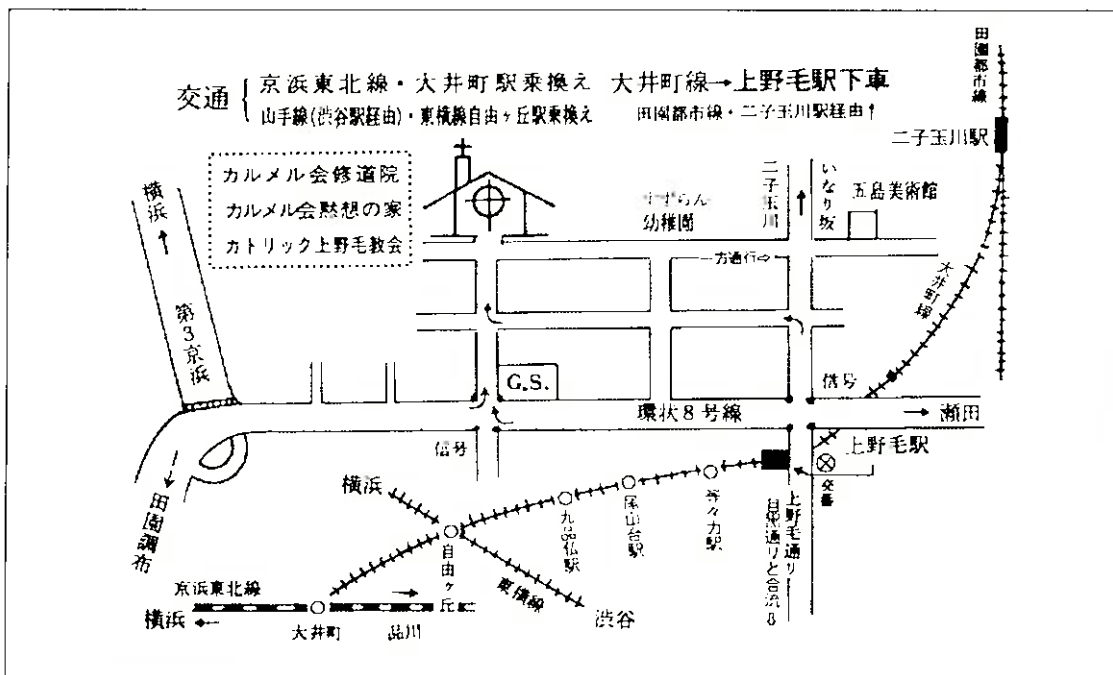 交通
京浜東北線・大井町駅乗換え 大井町線→上野毛駅下車
山手線(渋谷駅経由)・東横線自由ヶ丘駅乗換え 田園都市線・二子玉川駅経由↑
田園都市線
二子玉川駅
カルメル会修道院
カルメル会黙想の家
カトリック上野毛教会
横浜
第3京浜
すずらん
幼稚園
二子玉川
いなり坂
五島美術館
一方通行⇨
大井町線
G.S.
信号
環状8号線
→瀬田
信号
上野毛駅
交番
田園調布
横浜
自由ヶ丘
九品仏駅
尾山台駅
等々力駅
上野毛通り
目黒通りと合流⇩
東横線
渋谷
京浜東北線
横浜
大井町
品川